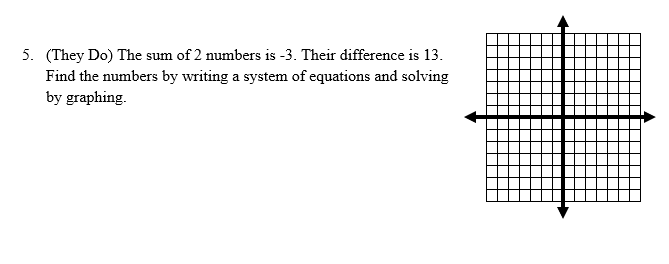 5. (They Do) The sum of 2 numbers is -3. Their difference is 13.
Find the numbers by writing a system of equations and solving
by graphing.